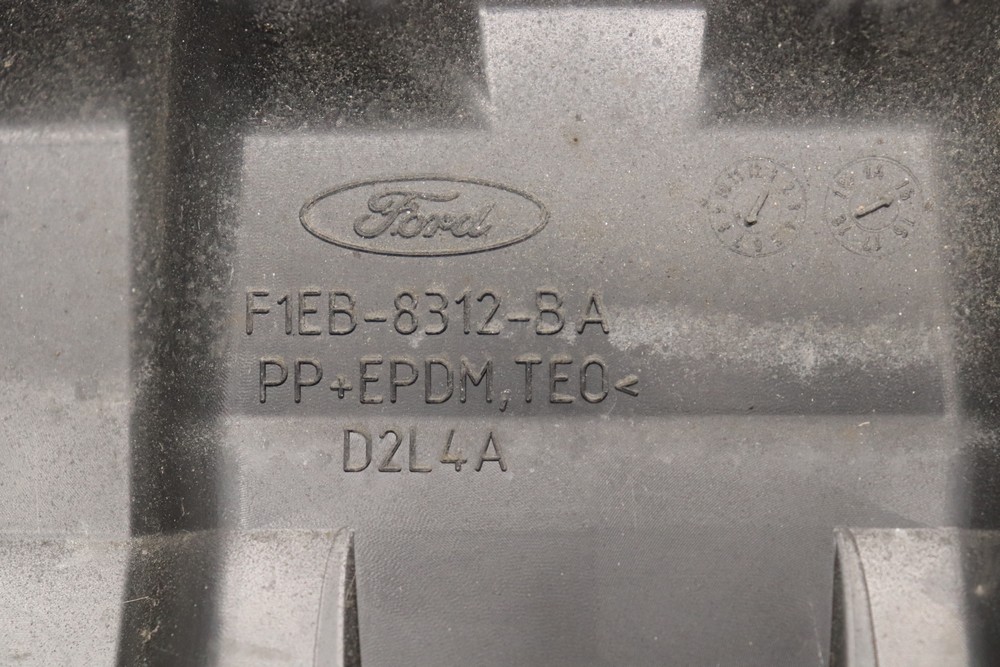 Ford
F1EB-8312-BA
PP+EPDM,TEO<
D2L4A